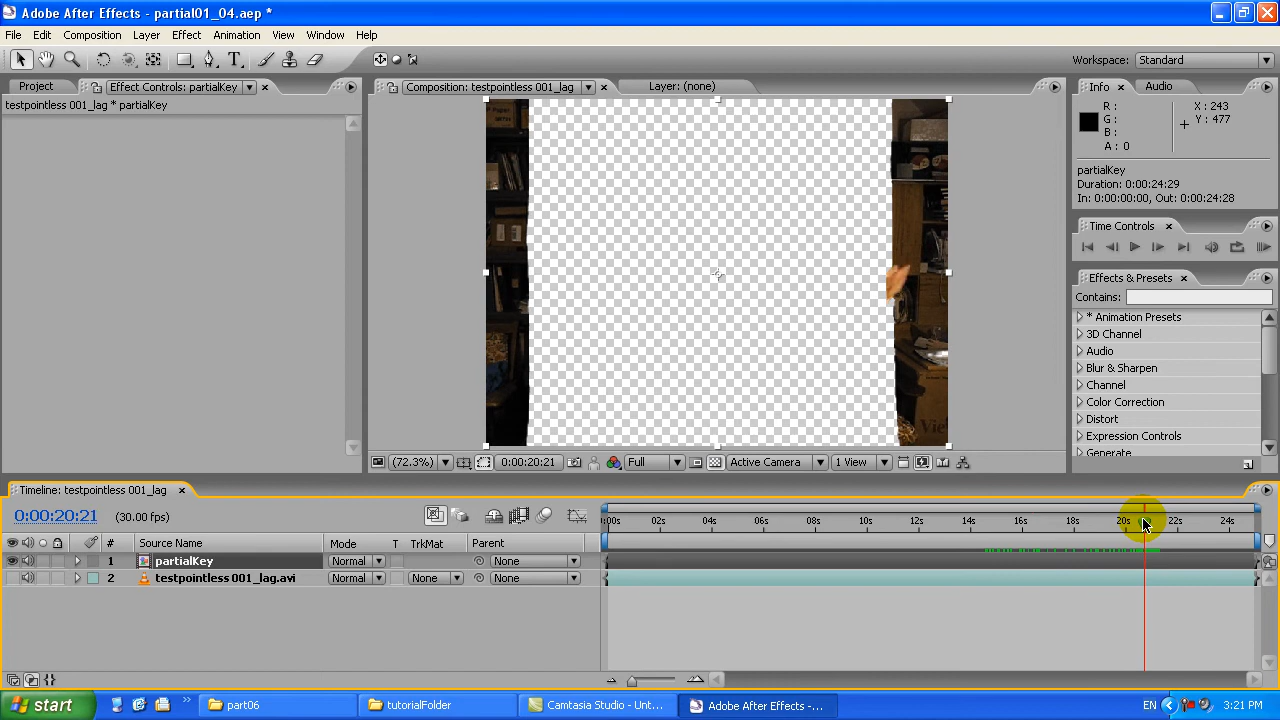 Adobe After Effects - partial01_04.aep *
File Edit Composition Layer Effect Animation View Window Help
Workspace: Standard
Project Effect Controls: partialKey
Composition: testpointless 001_lag
Layer: (none)
Info Audio
testpointless 001_lag * partialKey
R :
G :
B :
A : 0
X : 243
Y : 477
partialKey
Duration: 0:00:24:29
In: 0:00:00:00, Out: 0:00:24:28
Time Controls
Effects & Presets
Contains:
* Animation Presets
3D Channel
Audio
Blur & Sharpen
Channel
Color Correction
Distort
Expression Controls
Generate
(72.3%) 0:00:20:21 Full Active Camera 1 View
Timeline: testpointless 001_lag
0:00:20:21 (30.00 fps)
:00s 02s 04s 06s 08s 10s 12s 14s 16s 18s 20s 22s 24s
# Source Name Mode T TrkMat Parent
1 partialKey Normal None
2 testpointless 001_lag.avi Normal None None
start part06 tutorialFolder Camtasia Studio - Unt... Adobe After Effects -... EN 3:21 PM